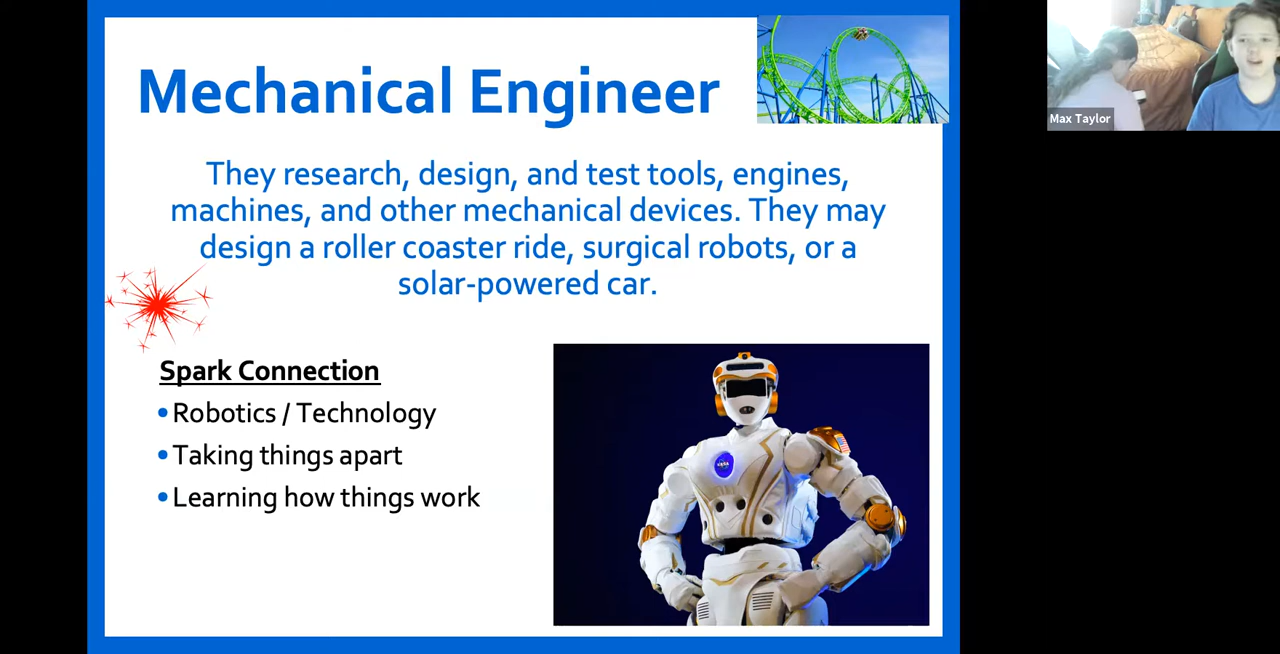 Mechanical Engineer
They research, design, and test tools, engines,
machines, and other mechanical devices. They may
design a roller coaster ride, surgical robots, or a
solar-powered car.
Spark Connection
•Robotics / Technology
•Taking things apart
•Learning how things work
NASA
Max Taylor